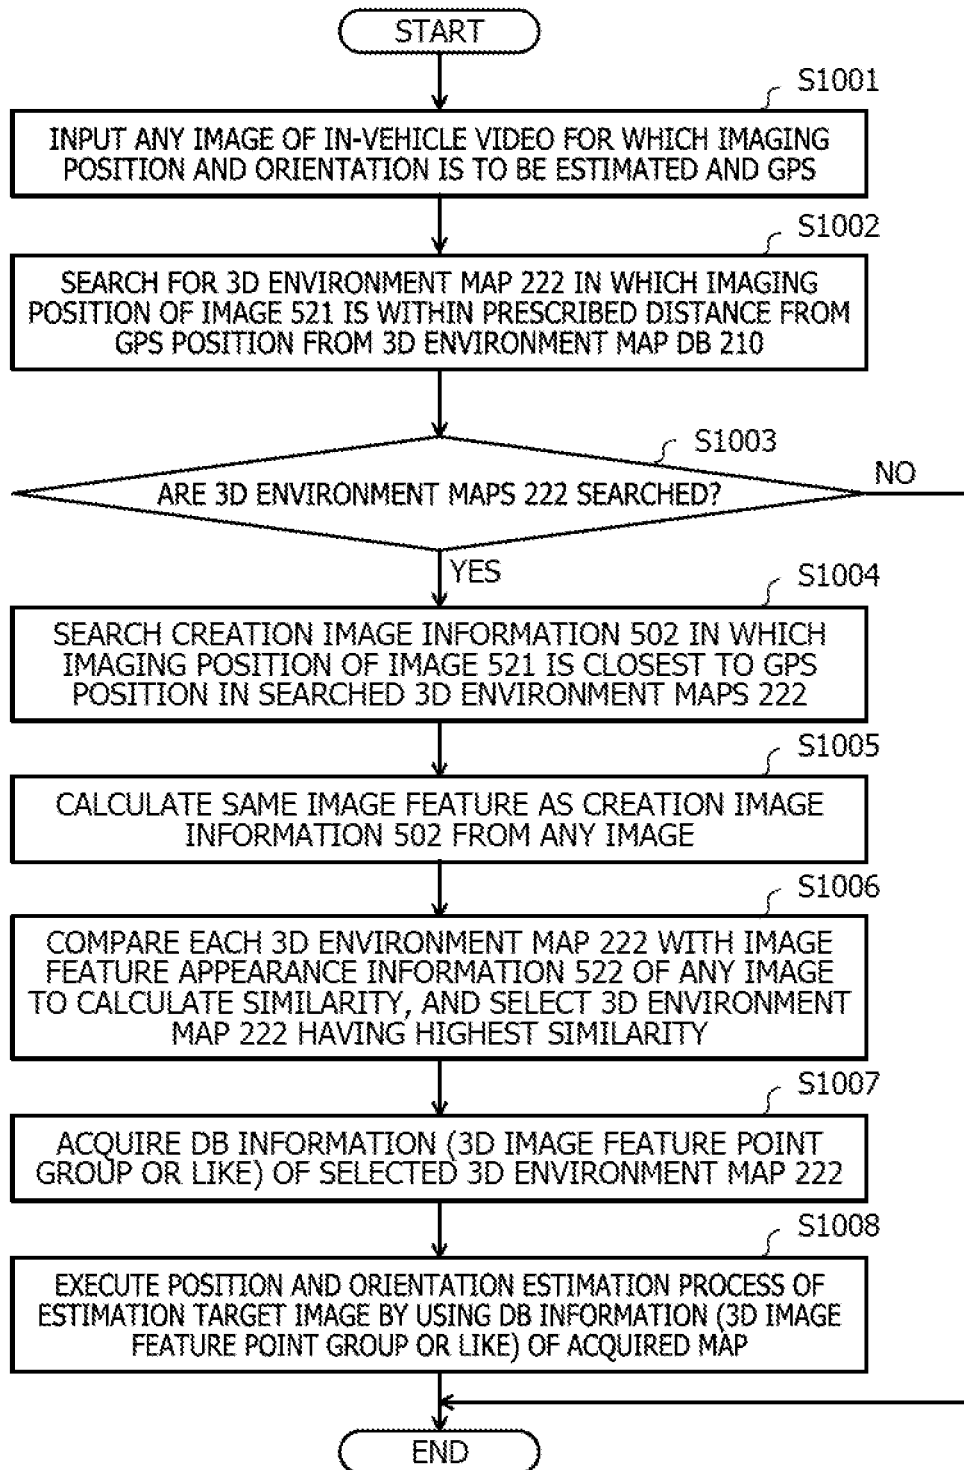 START
S1001
INPUT ANY IMAGE OF IN-VEHICLE VIDEO FOR WHICH IMAGING
POSITION AND ORIENTATION IS TO BE ESTIMATED AND GPS
S1002
SEARCH FOR 3D ENVIRONMENT MAP 222 IN WHICH IMAGING
POSITION OF IMAGE 521 IS WITHIN PRESCRIBED DISTANCE FROM
GPS POSITION FROM 3D ENVIRONMENT MAP DB 210
S1003
ARE 3D ENVIRONMENT MAPS 222 SEARCHED?
NO
YES
S1004
SEARCH CREATION IMAGE INFORMATION 502 IN WHICH
IMAGING POSITION OF IMAGE 521 IS CLOSEST TO GPS
POSITION IN SEARCHED 3D ENVIRONMENT MAPS 222
S1005
CALCULATE SAME IMAGE FEATURE AS CREATION IMAGE
INFORMATION 502 FROM ANY IMAGE
S1006
COMPARE EACH 3D ENVIRONMENT MAP 222 WITH IMAGE
FEATURE APPEARANCE INFORMATION 522 OF ANY IMAGE
TO CALCULATE SIMILARITY, AND SELECT 3D ENVIRONMENT
MAP 222 HAVING HIGHEST SIMILARITY
S1007
ACQUIRE DB INFORMATION (3D IMAGE FEATURE POINT
GROUP OR LIKE) OF SELECTED 3D ENVIRONMENT MAP 222
S1008
EXECUTE POSITION AND ORIENTATION ESTIMATION PROCESS OF
ESTIMATION TARGET IMAGE BY USING DB INFORMATION (3D IMAGE
FEATURE POINT GROUP OR LIKE) OF ACQUIRED MAP
END